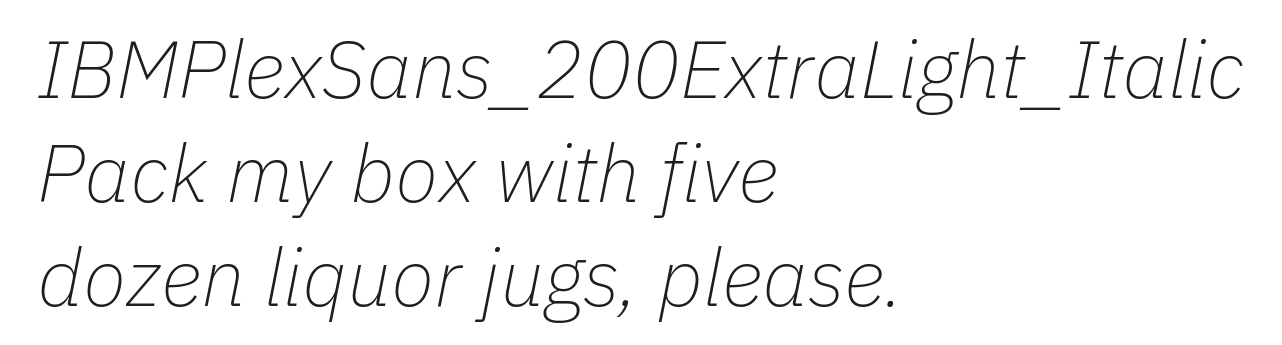 IBMPlexSans_200ExtraLight_Italic
Pack my box with five
dozen liquor jugs, please.